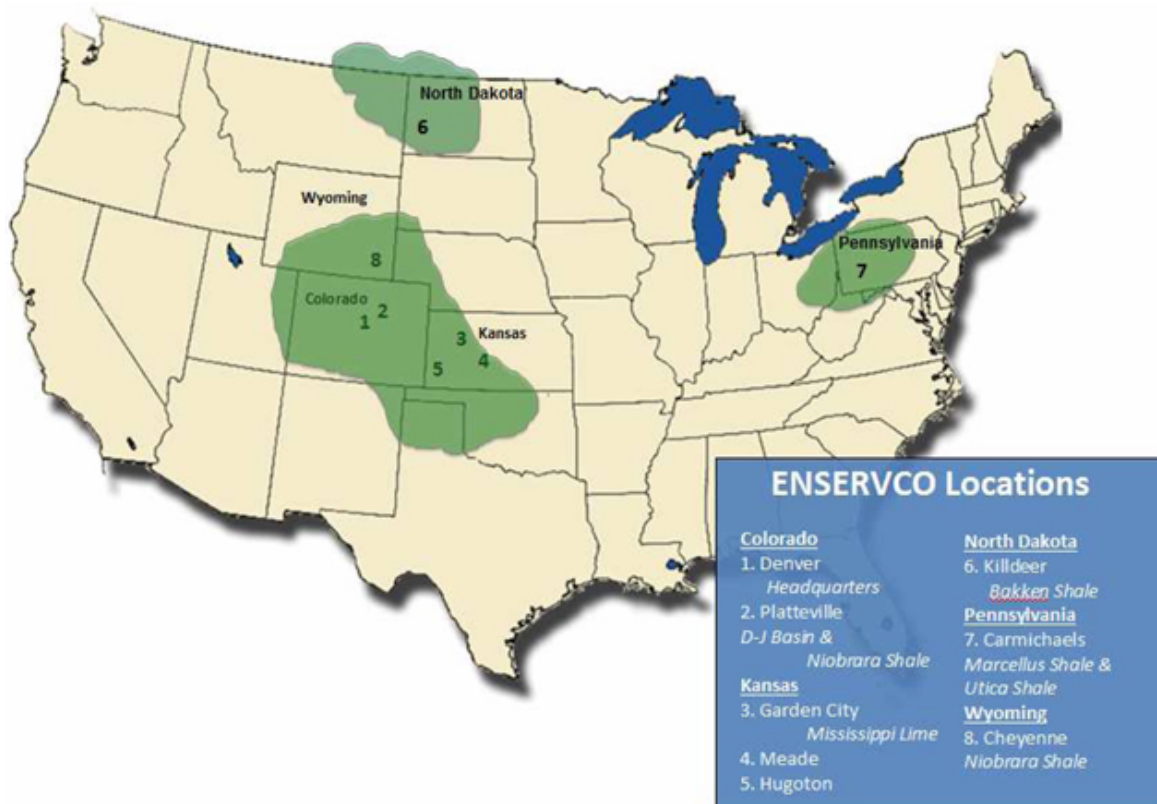 North Dakota
6
Wyoming
8
Pennsylvania
7
Colorado
2
1
Kansas
3
4
5
ENSERVCO Locations
Colorado
1. Denver
Headquarters
2. Platteville
D-J Basin &
Niobrara Shale
Kansas
3. Garden City
Mississippi Lime
4. Meade
5. Hugoton
North Dakota
6. Killdeer
Bakken Shale
Pennsylvania
7. Carmichaels
Marcellus Shale &
Utica Shale
Wyoming
8. Cheyenne
Niobrara Shale